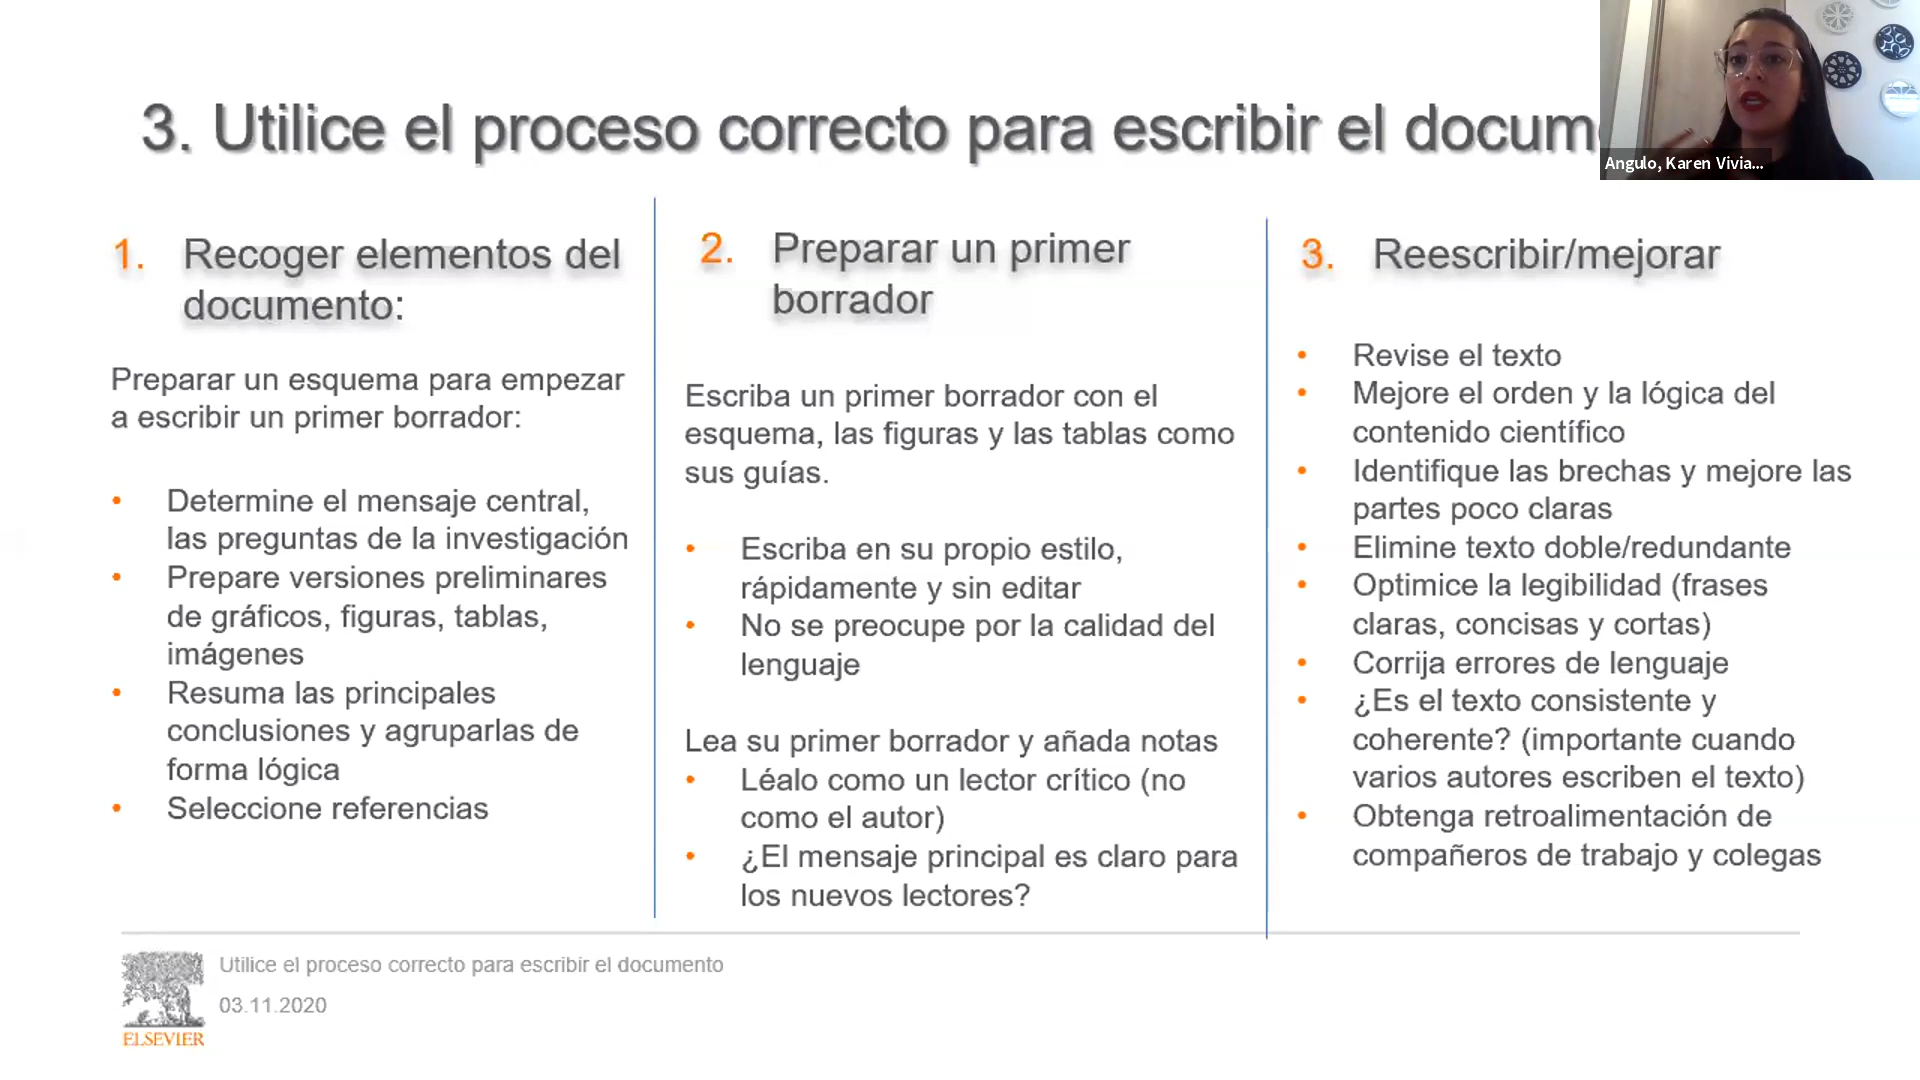 3. Utilice el proceso correcto para escribir el docum
Angulo, Karen Vivia...
1. Recoger elementos del
documento:
Preparar un esquema para empezar
a escribir un primer borrador:
• Determine el mensaje central,
las preguntas de la investigación
• Prepare versiones preliminares
de gráficos, figuras, tablas,
imágenes
• Resuma las principales
conclusiones y agruparlas de
forma lógica
• Seleccione referencias
2. Preparar un primer
borrador
Escriba un primer borrador con el
esquema, las figuras y las tablas como
sus guías.
• Escriba en su propio estilo,
rápidamente y sin editar
• No se preocupe por la calidad del
lenguaje
Lea su primer borrador y añada notas
• Léalo como un lector crítico (no
como el autor)
• ¿El mensaje principal es claro para
los nuevos lectores?
3. Reescribir/mejorar
• Revise el texto
• Mejore el orden y la lógica del
contenido científico
• Identifique las brechas y mejore las
partes poco claras
• Elimine texto doble/redundante
• Optimice la legibilidad (frases
claras, concisas y cortas)
• Corrija errores de lenguaje
• ¿Es el texto consistente y
coherente? (importante cuando
varios autores escriben el texto)
• Obtenga retroalimentación de
compañeros de trabajo y colegas
Utilice el proceso correcto para escribir el documento
03.11.2020
ELSEVIER